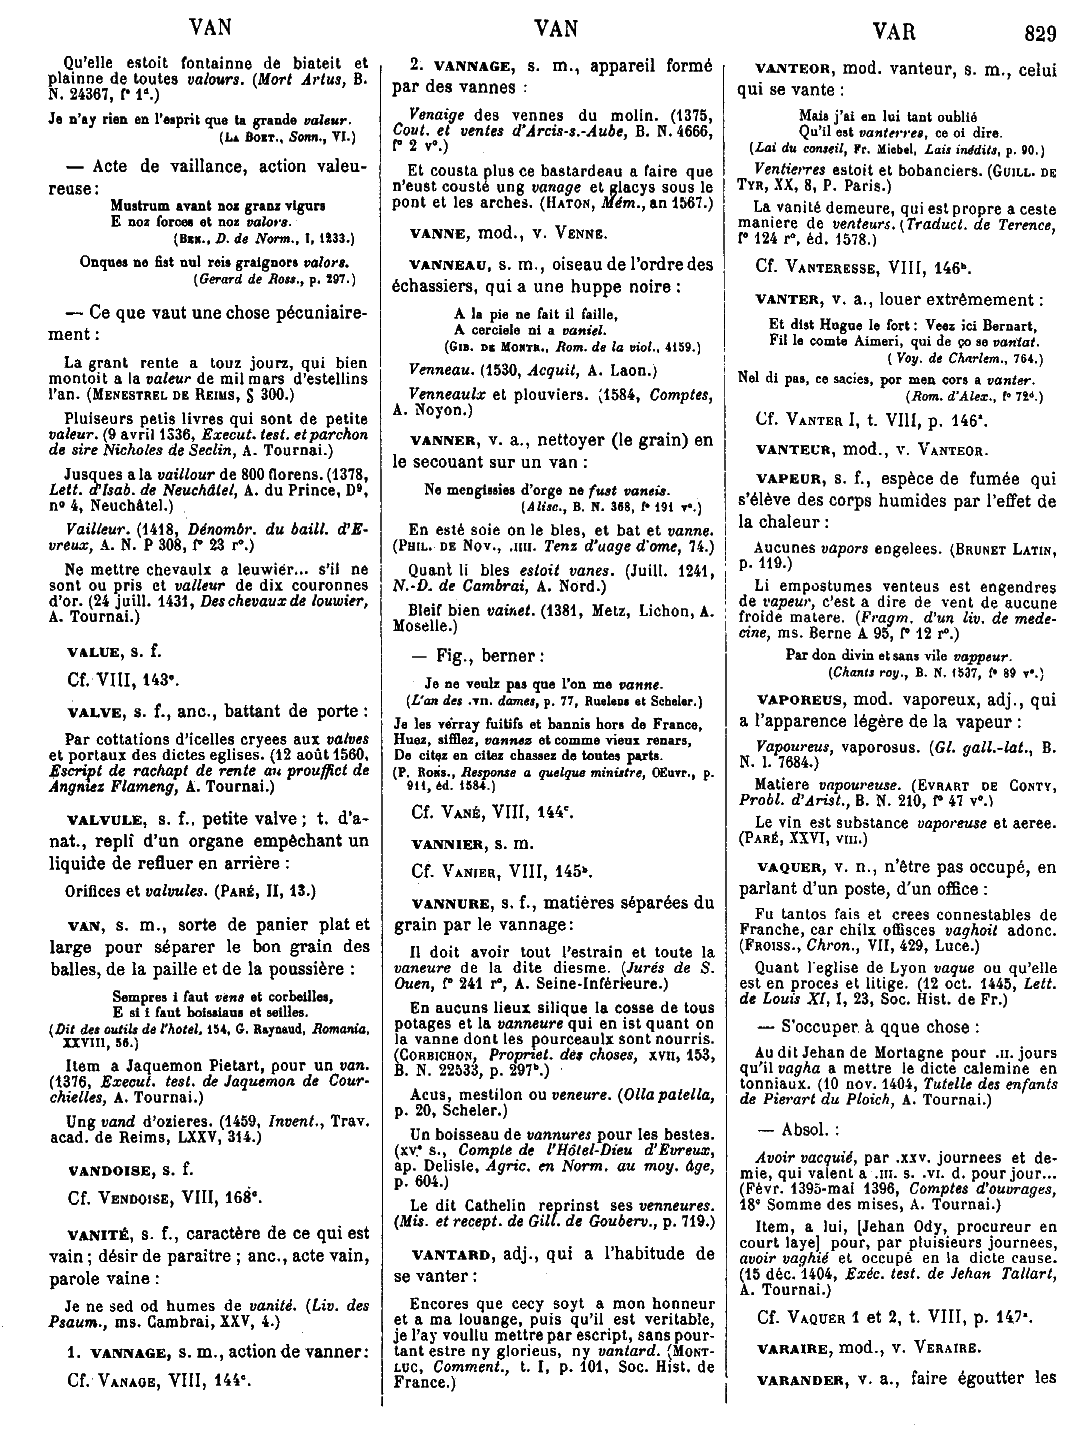 VAN
VAN
VAR
829
Qu'elle estoit fontainne de biateit et
plainne de toutes valours. (Mort Artus, B.
N. 24367, f° 1ᵈ.)
Je n'ay rien en l'esprit que ta grande valeur.
(LA BOET., Sonn., VI.)
— Acte de vaillance, action valeu-
reuse :
Mustrum avant noz granz vigurs
E noz forces et noz valors.
(BEN., D. de Norm., I, 1233.)
Onques ne fist nul reis graignors valors.
(Gerard de Ross., p. 297.)
— Ce que vaut une chose pécuniaire-
ment :
La grant rente a touz jourz, qui bien
montoit a la valeur de mil mars d'estellins
l'an. (MENESTREL DE REIMS, § 300.)
Pluiseurs petis livres qui sont de petite
valeur. (9 avril 1336, Execut. test. et parchon
de sire Nicholes de Seclin, A. Tournai.)
Jusques a la vaillour de 800 florens. (1378,
Lett. d'Isab. de Neuchâtel, A. du Prince, D⁹,
n° 4, Neuchâtel.)
Vailleur. (1418, Dénombr. du baill. d'E-
vreux, A. N. P 308, f° 23 r°.)
Ne mettre chevaulx a leuwiér... s'il ne
sont ou pris et valleur de dix couronnes
d'or. (24 juill. 1431, Des chevaux de louwier,
A. Tournai.)
VALUE, s. f.
Cf. VIII, 143ᵉ.
VALVE, s. f., anc., battant de porte :
Par cottations d'icelles cryees aux valves
et portaux des dictes eglises. (12 août 1560,
Escript de rachapt de rente au prouffict de
Angniez Flameng, A. Tournai.)
VALVULE, s. f., petite valve ; t. d'a-
nat., repli d'un organe empêchant un
liquide de refluer en arrière :
Orifices et valvules. (PARÉ, II, 13.)
VAN, s. m., sorte de panier plat et
large pour séparer le bon grain des
balles, de la paille et de la poussière :
Sempres i faut vens et corbeilles,
E si i faut boissiaus et seilles.
(Dit des outils de l'hotel, 154, G. Raynaud, Romania,
XXVIII, 56.)
Item a Jaquemon Pietart, pour un van.
(1376, Execut. test. de Jaquemon de Cour-
chielles, A. Tournai.)
Ung vand d'ozieres. (1459, Invent., Trav.
acad. de Reims, LXXV, 314.)
VANDOISE, s. f.
Cf. VENDOISE, VIII, 168ᵉ.
VANITÉ, s. f., caractère de ce qui est
vain ; désir de paraitre ; anc., acte vain,
parole vaine :
Je ne sed od humes de vanité. (Liv. des
Psaum., ms. Cambrai, XXV, 4.)
1. VANNAGE, s. m., action de vanner :
Cf. VANAGE, VIII, 144ᶜ.
2. VANNAGE, s. m., appareil formé
par des vannes :
Venaige des vennes du molin. (1375,
Cout. et ventes d'Arcis-s.-Aube, B. N. 4666,
f° 2 v°.)
Et cousta plus ce bastardeau a faire que
n'eust cousté ung vanage et glacys sous le
pont et les arches. (HATON, Mém., an 1567.)
VANNE, mod., v. VENNE.
VANNEAU, s. m., oiseau de l'ordre des
échassiers, qui a une huppe noire :
A la pie ne fait il faille,
A cerciele ni a vaniel.
(GIB. DE MONTR., Rom. de la viol., 4159.)
Venneau. (1530, Acquit, A. Laon.)
Venneaulx et plouviers. (1584, Comptes,
A. Noyon.)
VANNER, v. a., nettoyer (le grain) en
le secouant sur un van :
Ne mengissies d'orge ne fust vaneis.
(Alisc., B. N. 368, f° 191 v°.)
En esté soie on le bles, et bat et vanne.
(PHIL. DE NOV., .IIII. Tenz d'uage d'ome, 74.)
Quant li bles estoit vanes. (Juill. 1241,
N.-D. de Cambrai, A. Nord.)
Bleif bien vainet. (1381, Metz, Lichon, A.
Moselle.)
— Fig., berner :
Je ne veulz pas que l'on me vanne.
(L'an des .VII. dames, p. 77, Ruelens et Scheler.)
Je les verray fuitifs et bannis hors de France,
Huez, sifflez, vannez et comme vieux renars,
De citez en citez chassez de toutes parts.
(P. RONS., Response a quelque ministre, Œuvr., p.
911, éd. 1584.)
Cf. VANÉ, VIII, 144ᶜ.
VANNIER, s. m.
Cf. VANIER, VIII, 145ᵇ.
VANNURE, s. f., matières séparées du
grain par le vannage :
Il doit avoir tout l'estrain et toute la
vaneure de la dite diesme. (Jurés de S.
Ouen, f° 241 r°, A. Seine-Inférieure.)
En aucuns lieux silique la cosse de tous
potages et la vanneure qui en ist quant on
la vanne dont les pourceaulx sont nourris.
(CORBICHON, Propriet. des choses, XVII, 153,
B. N. 22533, p. 297ᵇ.)
Acus, mestilon ou veneure. (Olla patella,
p. 20, Scheler.)
Un boisseau de vannures pour les bestes.
(XVᵉ s., Compte de l'Hôtel-Dieu d'Evreux,
ap. Delisle, Agric. en Norm. au moy. âge,
p. 604.)
Le dit Cathelin reprinst ses venneures.
(Mis. et recept. de Gill. de Gouberv., p. 719.)
VANTARD, adj., qui a l'habitude de
se vanter :
Encores que cecy soyt a mon honneur
et a ma louange, puis qu'il est veritable,
je l'ay voullu mettre par escript, sans pour-
tant estre ny glorieus, ny vantard. (MONT-
LUC, Comment., t. I, p. 101, Soc. Hist. de
France.)
VANTEOR, mod. vanteur, s. m., celui
qui se vante :
Mais j'ai en lui tant oublié
Qu'il est vanterres, ce oi dire.
(Lai du conseil, Fr. Michel, Lais inédits, p. 90.)
Ventierres estoit et bobanciers. (GUILL. DE
TYR, XX, 8, P. Paris.)
La vanité demeure, qui est propre a ceste
maniere de venteurs. (Traduct. de Terence,
f° 124 r°, éd. 1578.)
Cf. VANTERESSE, VIII, 146ᵇ.
VANTER, v. a., louer extrêmement :
Et dist Hugue le fort : Veez ici Bernart,
Fil le comte Aimeri, qui de ço se vantat.
(Voy. de Charlem., 764.)
Nel di pas, ce sacies, por men cors a vanter.
(Rom. d'Alex., f° 72ᵈ.)
Cf. VANTER I, t. VIII, p. 146ᵃ.
VANTEUR, mod., v. VANTEOR.
VAPEUR, s. f., espèce de fumée qui
s'élève des corps humides par l'effet de
la chaleur :
Aucunes vapors engelees. (BRUNET LATIN,
p. 119.)
Li empostumes venteus est engendres
de vapeur, c'est a dire de vent de aucune
froide matere. (Fragm. d'un liv. de mede-
cine, ms. Berne A 95, f° 12 r°.)
Par don divin et sans vile vappeur.
(Chants roy., B. N. 1537, f° 89 v°.)
VAPOREUS, mod. vaporeux, adj., qui
a l'apparence légère de la vapeur :
Vapoureus, vaporosus. (Gl. gall.-lat., B.
N. l. 7684.)
Matiere vapoureuse. (EVRART DE CONTY,
Probl. d'Arist., B. N. 210, f° 47 v°.)
Le vin est substance vaporeuse et aeree.
(PARÉ, XXVI, VIII.)
VAQUER, v. n., n'être pas occupé, en
parlant d'un poste, d'un office :
Fu tantos fais et crees connestables de
Franche, car chilx offisces vaghoit adonc.
(FROISS., Chron., VII, 429, Luce.)
Quant l'eglise de Lyon vaque ou qu'elle
est en procès et litige. (12 oct. 1445, Lett.
de Louis XI, I, 23, Soc. Hist. de Fr.)
— S'occuper à qque chose :
Au dit Jehan de Mortagne pour .II. jours
qu'il vagha a mettre le dicte calemine en
tonniaux. (10 nov. 1404, Tutelle des enfants
de Pierart du Ploich, A. Tournai.)
— Absol. :
Avoir vacquié, par .XXV. journees et de-
mie, qui valent a .III. s. .VI. d. pour jour...
(Févr. 1395-mai 1396, Comptes d'ouvrages,
18ᵉ Somme des mises, A. Tournai.)
Item, a lui, [Jehan Ody, procureur en
court laye] pour, par pluisieurs journees,
avoir vaghié et occupé en la dicte cause.
(15 déc. 1404, Exéc. test. de Jehan Tallart,
A. Tournai.)
Cf. VAQUER 1 et 2, t. VIII, p. 147ᵃ.
VARAIRE, mod., v. VERAIRE.
VARANDER, v. a., faire égoutter les